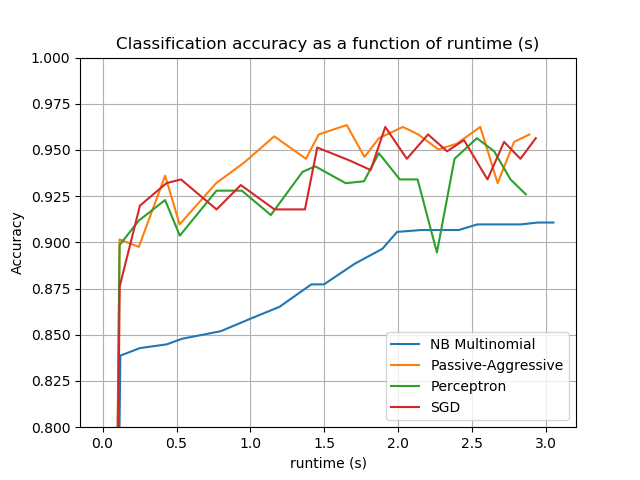 Classification accuracy as a function of runtime (s)
1.000
0.975
0.950
0.925
0.900
0.875
0.850
0.825
0.800
Accuracy
NB Multinomial
Passive-Aggressive
Perceptron
SGD
0.0 0.5 1.0 1.5 2.0 2.5 3.0
runtime (s)